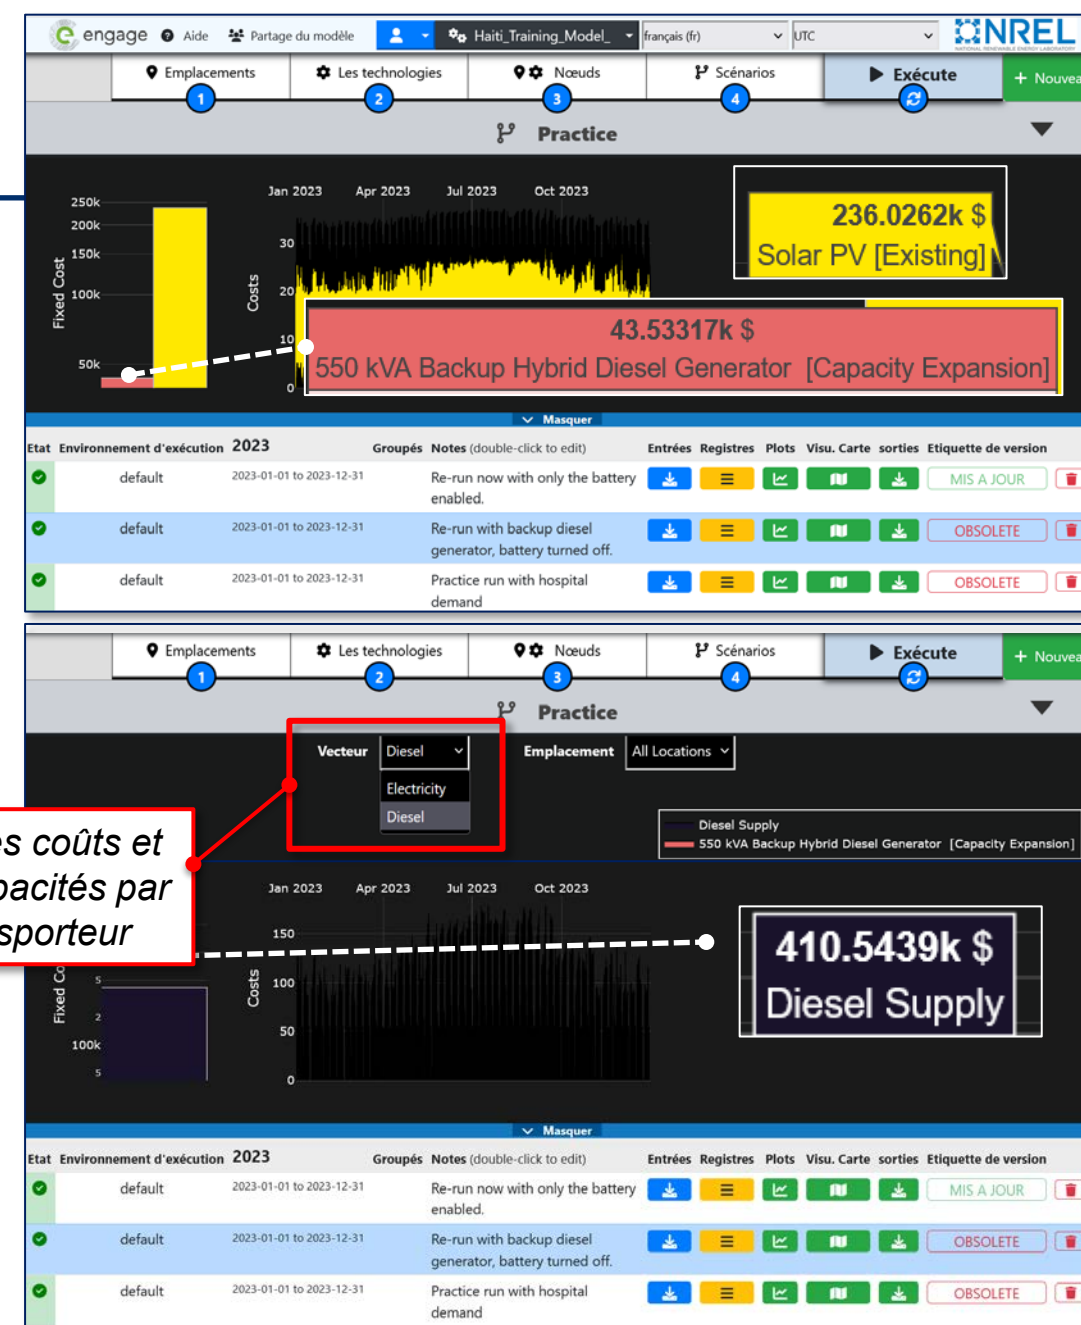 engage Aide Partage du modèle Haiti_Training_Model_ français (fr) UTC NREL
NATIONAL RENEWABLE ENERGY LABORATORY
Emplacements Les technologies Nœuds Scénarios Exécute + Nouvea
1 2 3 4
Practice
Jan 2023 Apr 2023 Jul 2023 Oct 2023
250k
200k
150k
100k
50k
Fixed Cost
30
20
10
0
Costs
236.0262k $
Solar PV [Existing]
43.53317k $
550 kVA Backup Hybrid Diesel Generator [Capacity Expansion]
Masquer
Etat Environnement d'exécution 2023 Groupés Notes (double-click to edit) Entrées Registres Plots Visu. Carte sorties Etiquette de version
default 2023-01-01 to 2023-12-31 Re-run now with only the battery MIS A JOUR
enabled.
default 2023-01-01 to 2023-12-31 Re-run with backup diesel OBSOLETE
generator, battery turned off.
default 2023-01-01 to 2023-12-31 Practice run with hospital OBSOLETE
demand
Emplacements Les technologies Nœuds Scénarios Exécute + Nouvea
1 2 3 4
Practice
Vecteur Diesel Emplacement All Locations
Electricity
Diesel
Diesel Supply
550 kVA Backup Hybrid Diesel Generator [Capacity Expansion]
es coûts et
pacités par
sporteur
Jan 2023 Apr 2023 Jul 2023 Oct 2023
5
2
100k
5
Fixed Co
150
100
50
0
Costs
410.5439k $
Diesel Supply
Masquer
Etat Environnement d'exécution 2023 Groupés Notes (double-click to edit) Entrées Registres Plots Visu. Carte sorties Etiquette de version
default 2023-01-01 to 2023-12-31 Re-run now with only the battery MIS A JOUR
enabled.
default 2023-01-01 to 2023-12-31 Re-run with backup diesel OBSOLETE
generator, battery turned off.
default 2023-01-01 to 2023-12-31 Practice run with hospital OBSOLETE
demand